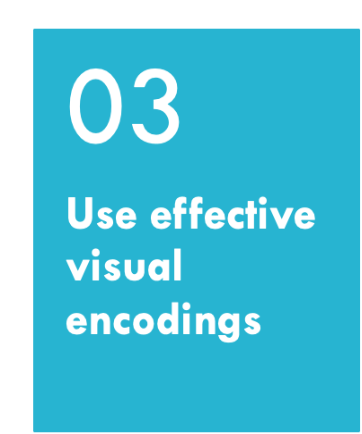 03
Use effective
visual
encodings